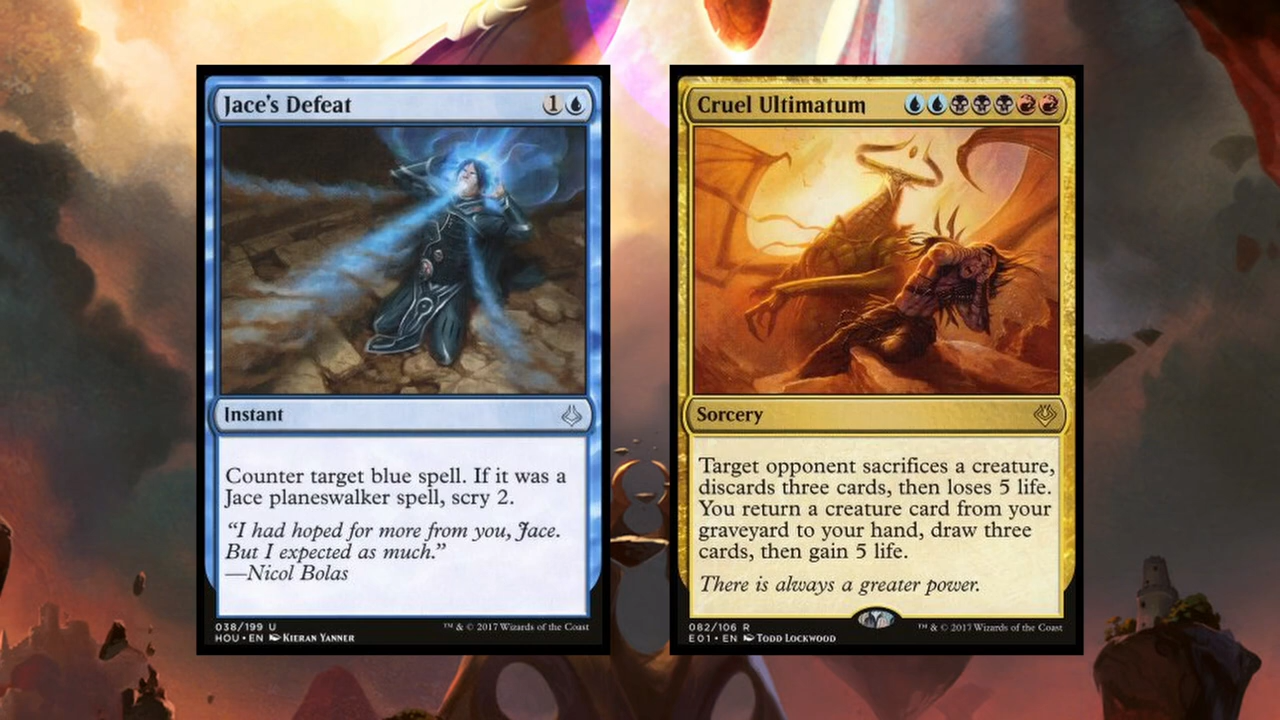 Jace's Defeat
1
Instant
Counter target blue spell. If it was a
Jace planeswalker spell, scry 2.
“I had hoped for more from you, Jace.
But I expected as much.”
—Nicol Bolas
038/199 U
HOU • EN Kieran Yanner
™ & © 2017 Wizards of the Coast
Cruel Ultimatum
Sorcery
Target opponent sacrifices a creature,
discards three cards, then loses 5 life.
You return a creature card from your
graveyard to your hand, draw three
cards, then gain 5 life.
There is always a greater power.
082/106 R
E01 • EN Todd Lockwood
™ & © 2017 Wizards of the Coast